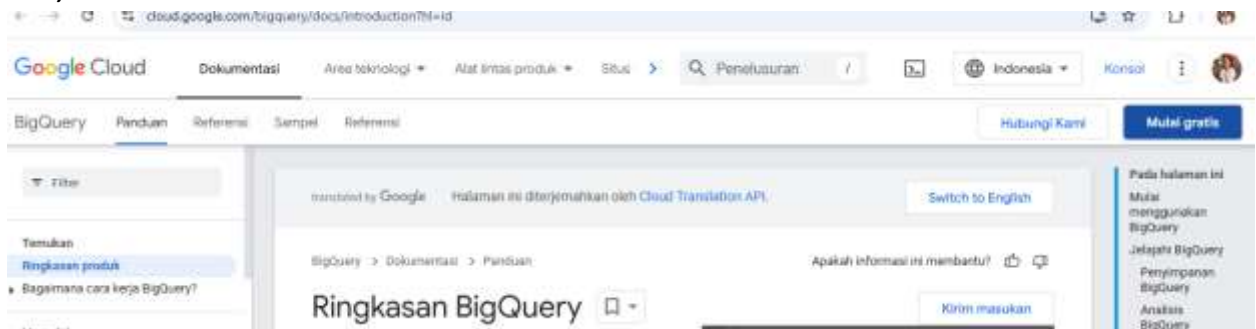 cloud.google.com/bigquery/docs/introduction?hl=id
Google Cloud Dokumentasi Area teknologi Alat lintas produk Situs Penelusuran / Indonesia Konsol
BigQuery Panduan Referensi Sampel Referensi Hubungi Kami Mulai gratis
Filter
translated by Google Halaman ini diterjemahkan oleh Cloud Translation API. Switch to English
Temukan
Ringkasan produk
Bagaimana cara kerja BigQuery?
BigQuery > Dokumentasi > Panduan Apakah informasi ini membantu?
Ringkasan BigQuery
Kirim masukan
Pada halaman ini
Mulai
menggunakan
BigQuery
Jelajahi BigQuery
Penyimpanan
BigQuery
Analisis
BigQuery